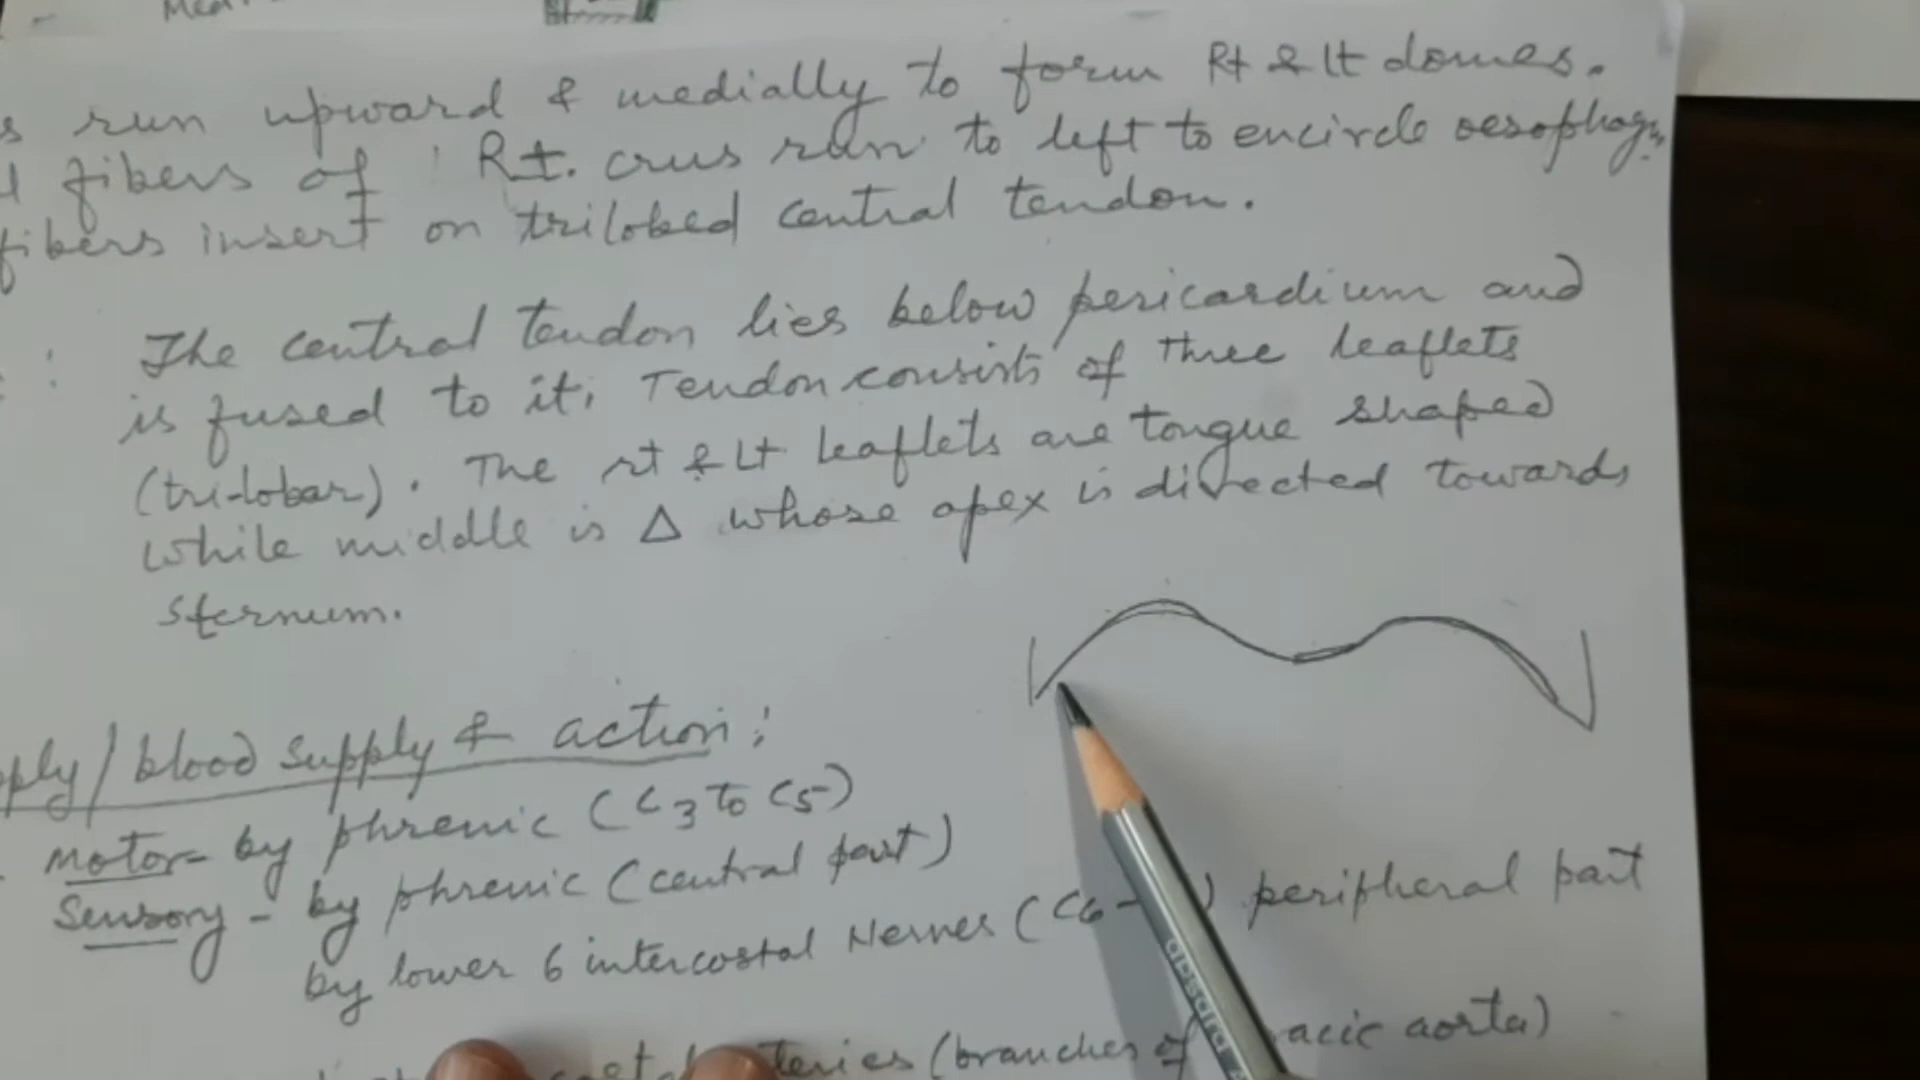 run upward & medially to form Rt & lt domes.
fibers of Rt. crus run to left to encircle oesophagus
fibers insert on trilobed central tendon.
: The central tendon lies below pericardium and
is fused to it. Tendon consists of three leaflets
(tri-lobar). The rt & Lt leaflets are tongue shaped
while middle is Δ whose apex is directed towards
sternum.
pply/blood supply & action:
Motor- by phrenic (C3 to C5)
Sensory - by phrenic (central part)
by lower 6 intercostal Nerves (C6- ) peripheral part
teries (branches of acic aorta)